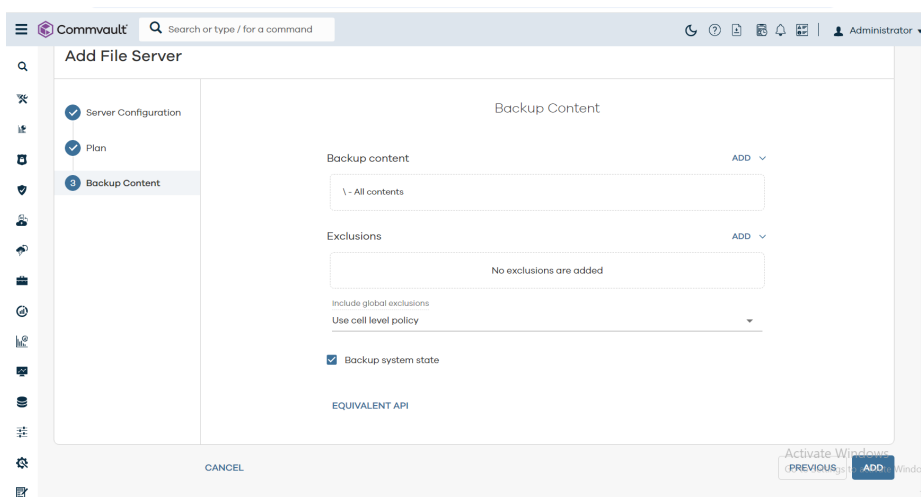 Commvault
Search or type / for a command
Administrator
Add File Server
Server Configuration
Plan
3 Backup Content
Backup Content
Backup content ADD
\ - All contents
Exclusions ADD
No exclusions are added
Include global exclusions
Use cell level policy
Backup system state
EQUIVALENT API
Activate Windows
CANCEL
PREVIOUS
ADD